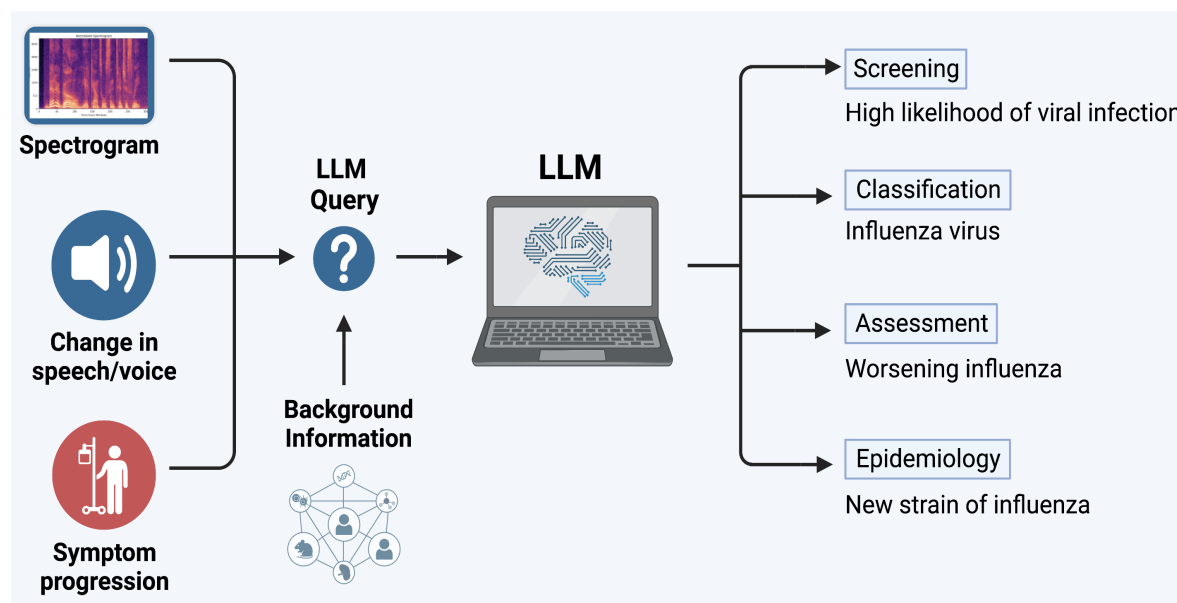 Spectrogram
Change in
speech/voice
Symptom
progression
LLM
Query
?
Background
Information
LLM
Screening
High likelihood of viral infection
Classification
Influenza virus
Assessment
Worsening influenza
Epidemiology
New strain of influenza